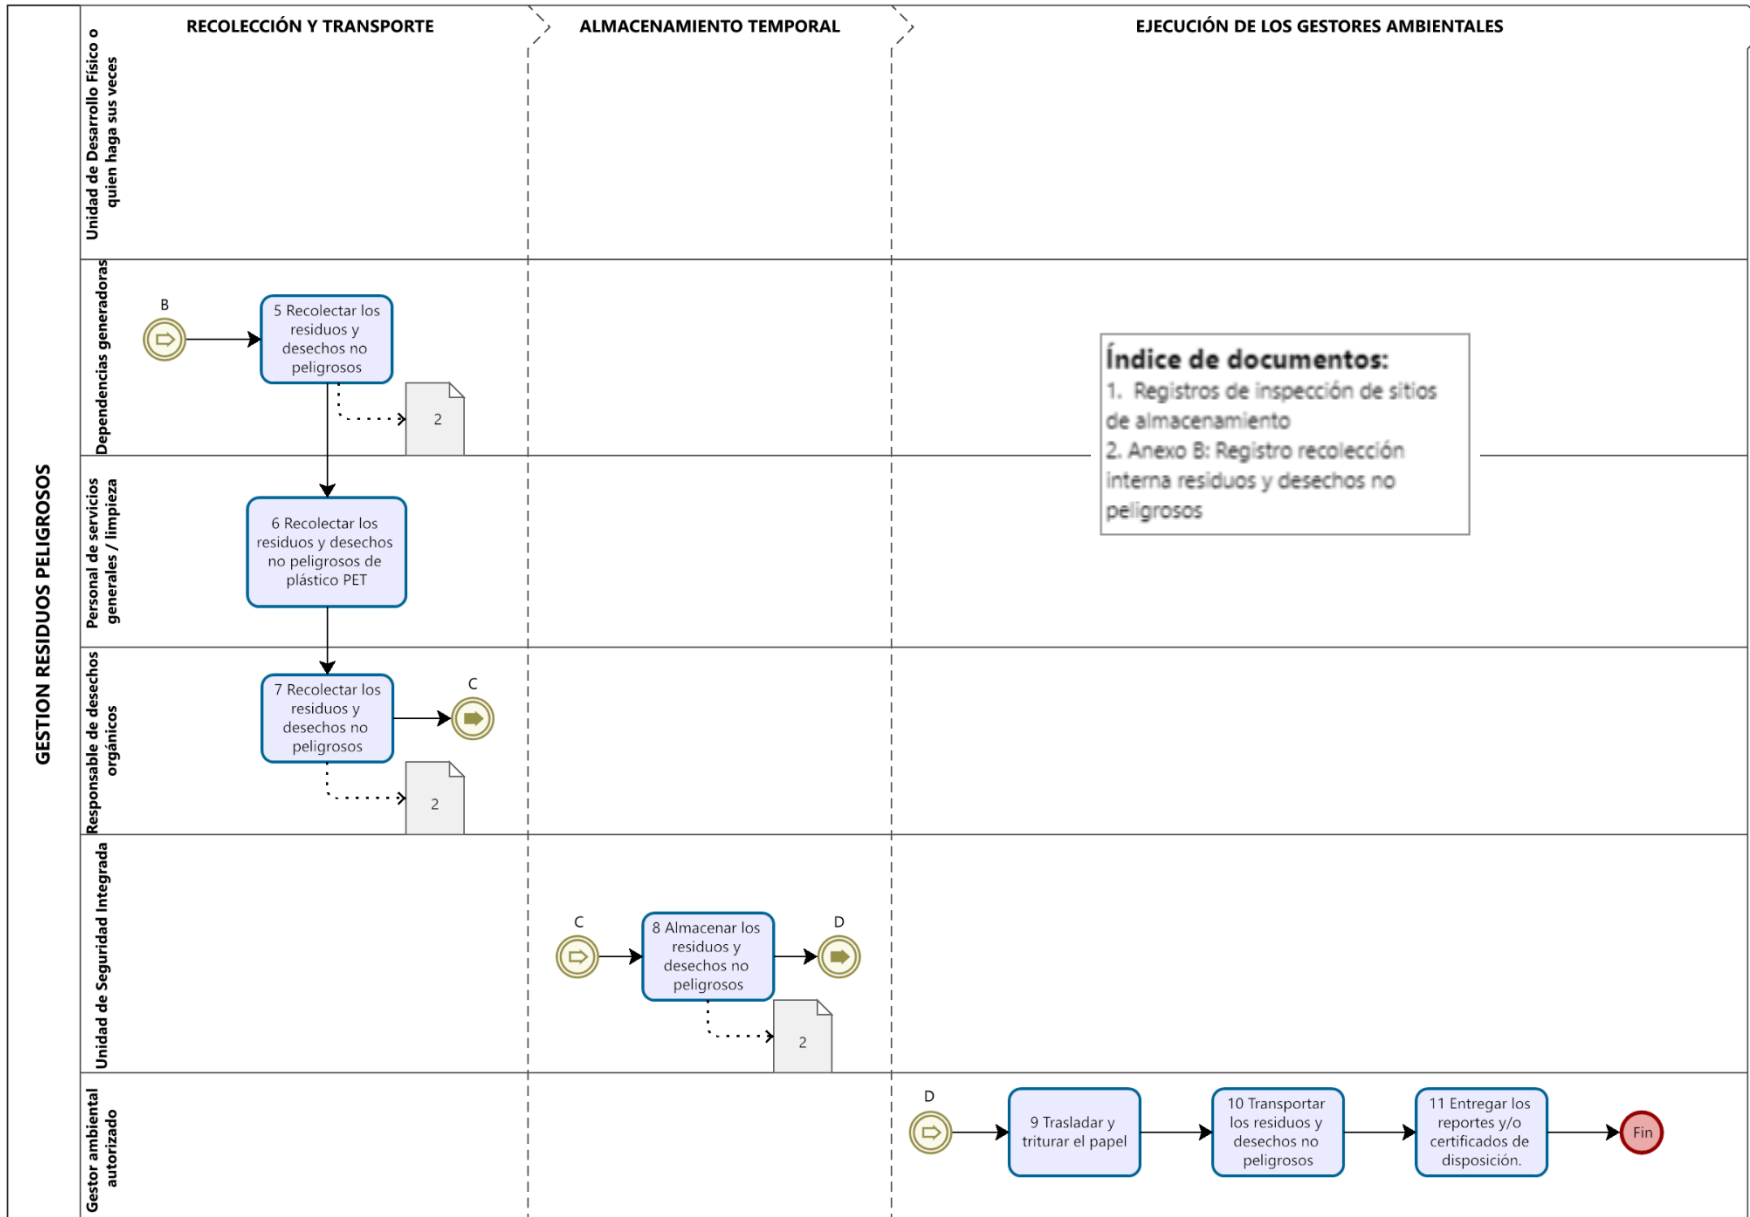 GESTION RESIDUOS PELIGROSOS
RECOLECCIÓN Y TRANSPORTE
ALMACENAMIENTO TEMPORAL
EJECUCIÓN DE LOS GESTORES AMBIENTALES
Unidad de Desarrollo Físico o
quien haga sus veces
Dependencias generadoras
B
5 Recolectar los
residuos y
desechos no
peligrosos
2
Índice de documentos:
1. Registros de inspección de sitios
de almacenamiento
2. Anexo B: Registro recolección
interna residuos y desechos no
peligrosos
Personal de servicios
generales / limpieza
6 Recolectar los
residuos y desechos
no peligrosos de
plástico PET
Responsable de desechos
orgánicos
7 Recolectar los
residuos y
desechos no
peligrosos
C
2
Unidad de Seguridad Integrada
C
8 Almacenar los
residuos y
desechos no
peligrosos
D
2
Gestor ambiental
autorizado
D
9 Trasladar y
triturar el papel
10 Transportar
los residuos y
desechos no
peligrosos
11 Entregar los
reportes y/o
certificados de
disposición.
Fin